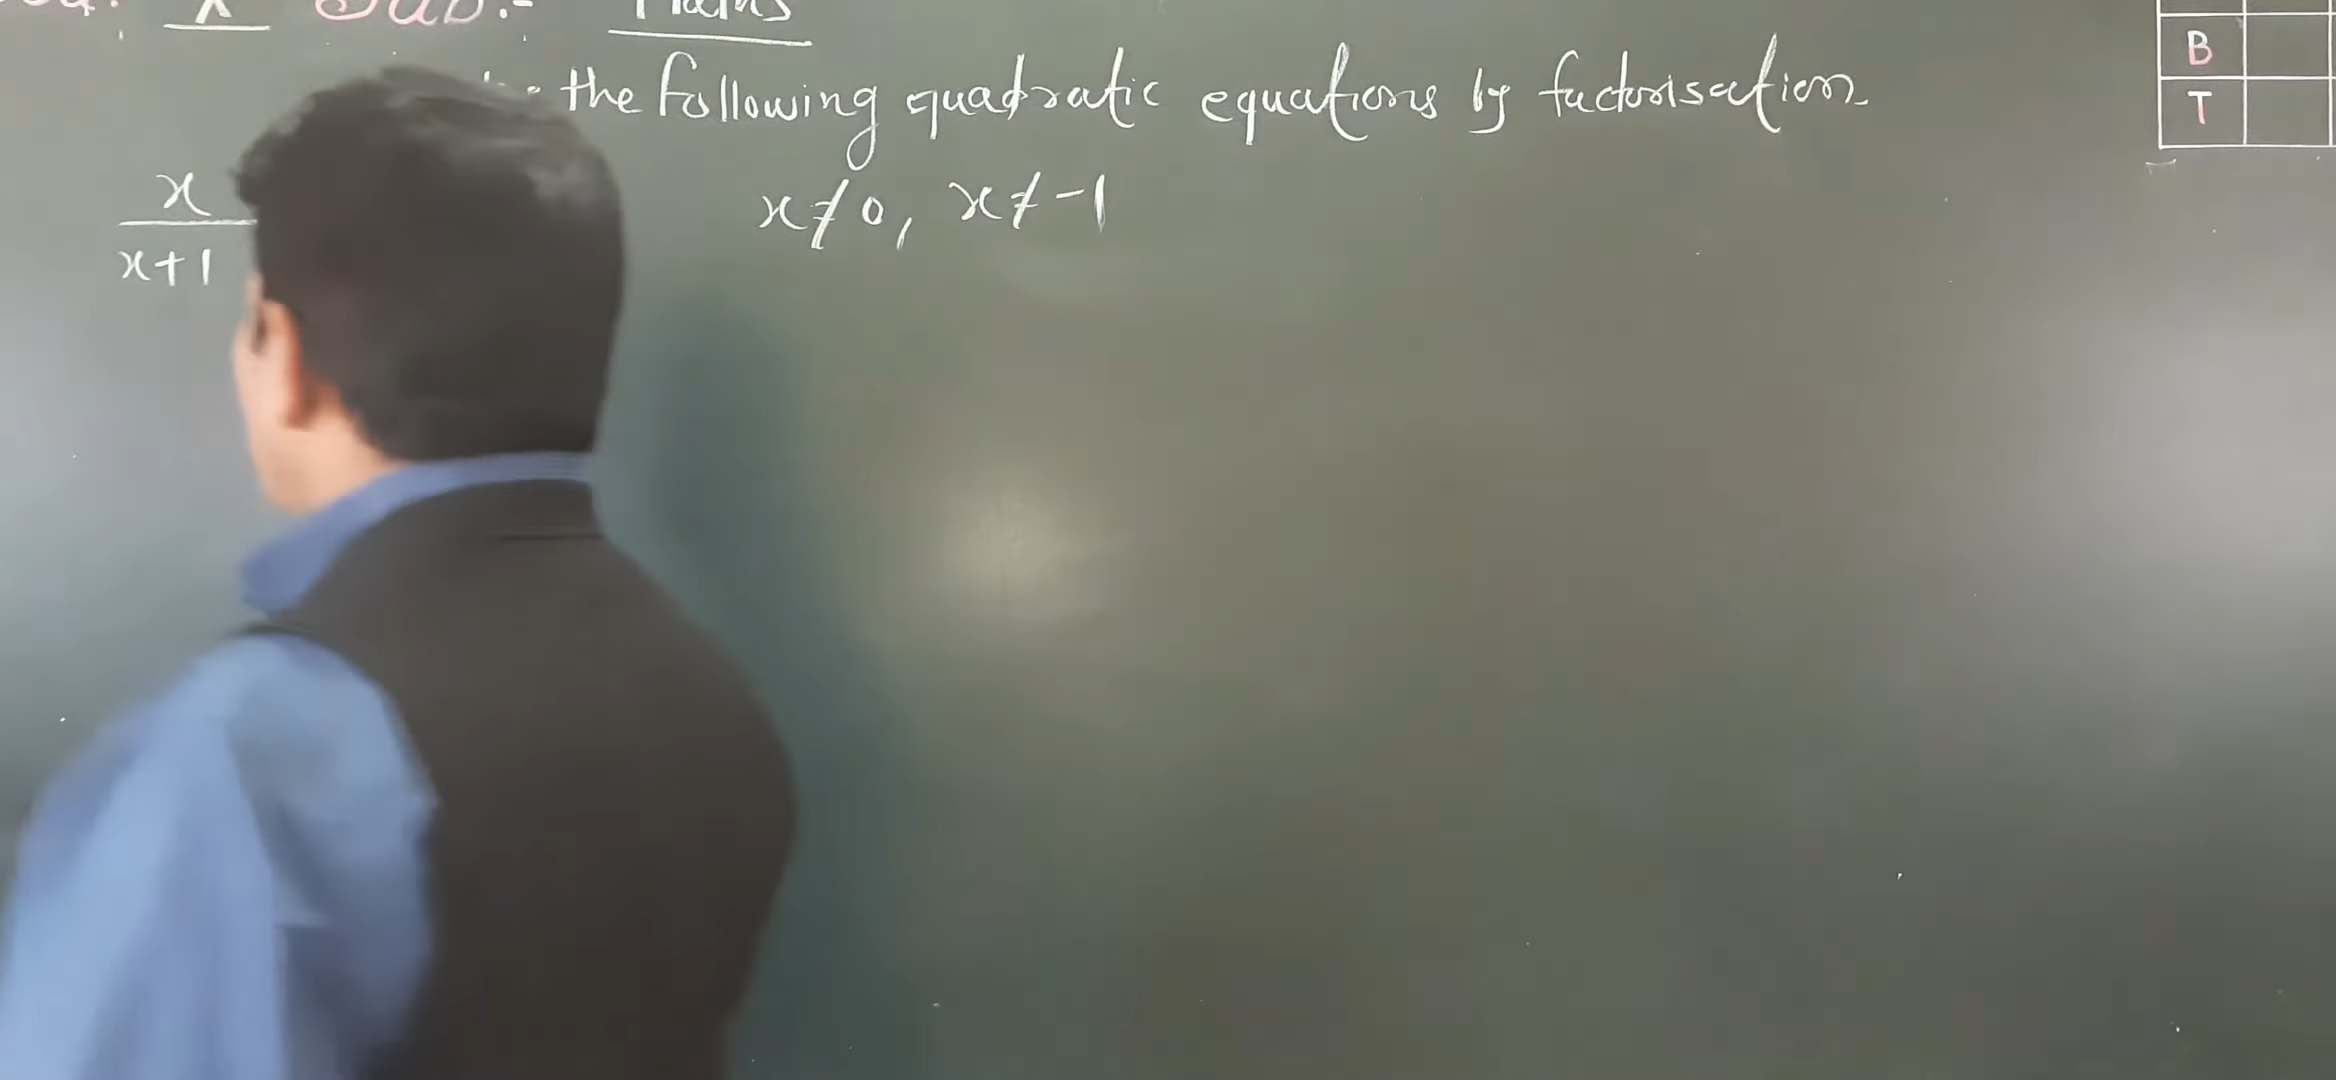 X Sub:- Maths
the following quadratic equations by factorisation
x/(x+1) x≠0, x≠-1
B
T